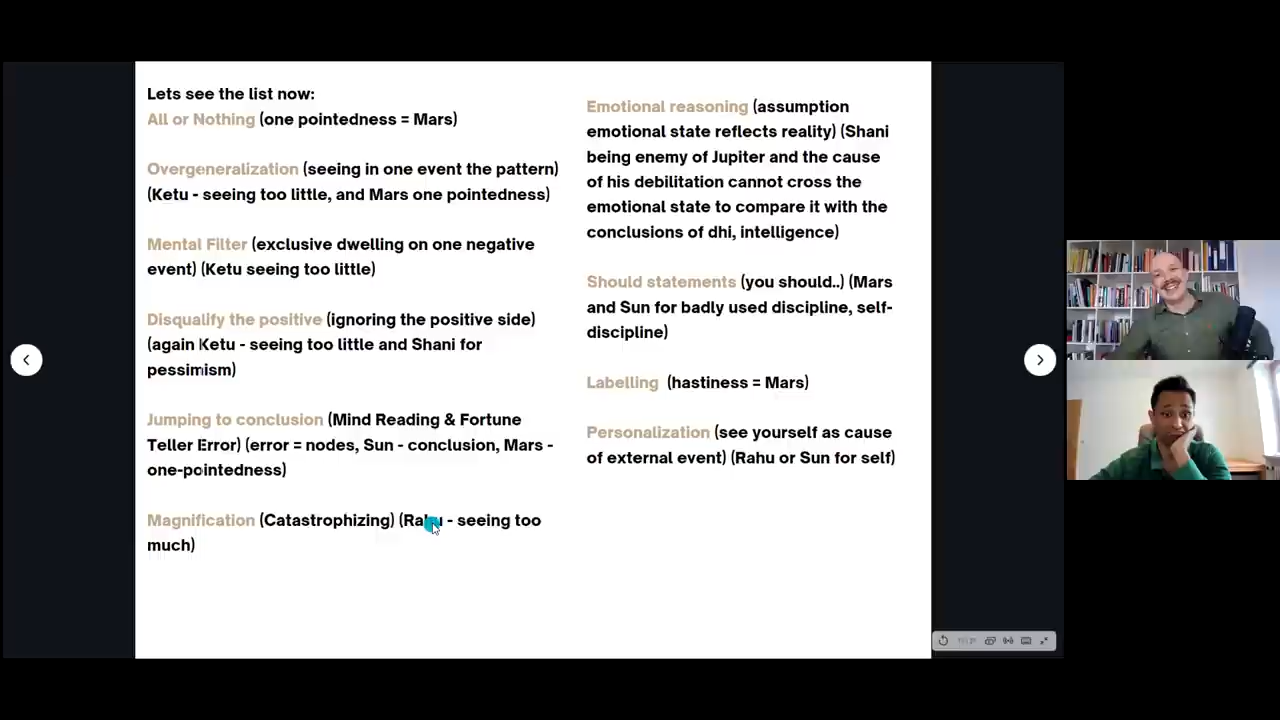 Lets see the list now:
All or Nothing (one pointedness = Mars)
Overgeneralization (seeing in one event the pattern)
(Ketu - seeing too little, and Mars one pointedness)
Mental Filter (exclusive dwelling on one negative
event) (Ketu seeing too little)
Disqualify the positive (ignoring the positive side)
(again Ketu - seeing too little and Shani for
pessimism)
Jumping to conclusion (Mind Reading & Fortune
Teller Error) (error = nodes, Sun - conclusion, Mars -
one-pointedness)
Magnification (Catastrophizing) (Rahu - seeing too
much)
Emotional reasoning (assumption
emotional state reflects reality) (Shani
being enemy of Jupiter and the cause
of his debilitation cannot cross the
emotional state to compare it with the
conclusions of dhi, intelligence)
Should statements (you should..) (Mars
and Sun for badly used discipline, self-
discipline)
Labelling (hastiness = Mars)
Personalization (see yourself as cause
of external event) (Rahu or Sun for self)